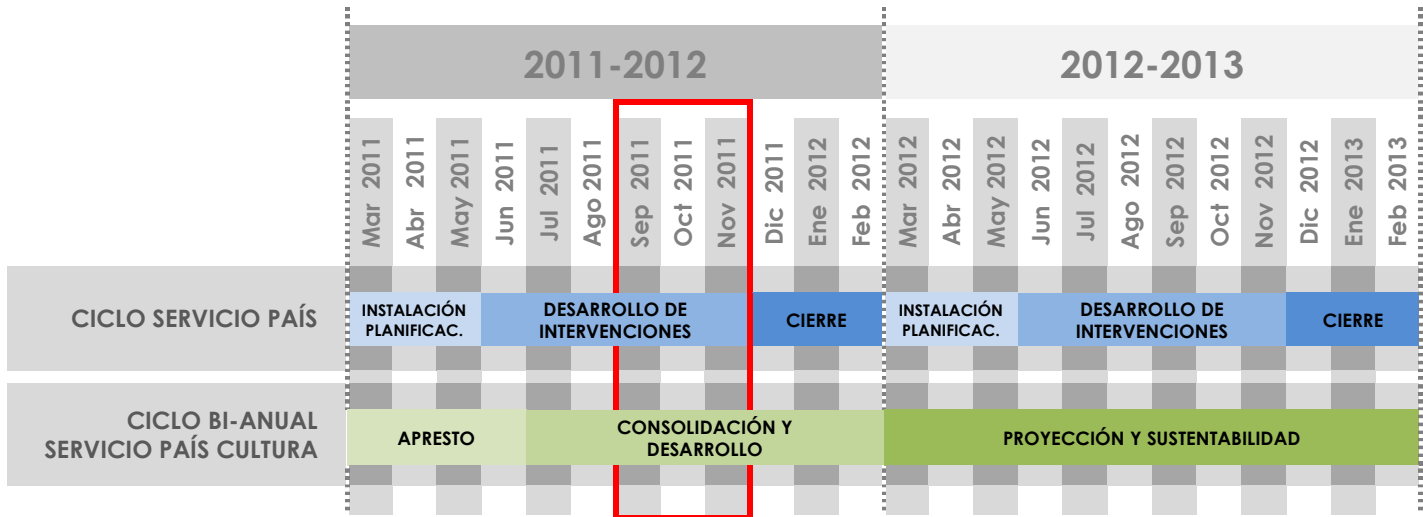 2011-2012
2012-2013
Mar 2011
Abr 2011
May 2011
Jun 2011
Jul 2011
Ago 2011
Sep 2011
Oct 2011
Nov 2011
Dic 2011
Ene 2012
Feb 2012
Mar 2012
Abr 2012
May 2012
Jun 2012
Jul 2012
Ago 2012
Sep 2012
Oct 2012
Nov 2012
Dic 2012
Ene 2013
Feb 2013
CICLO SERVICIO PAÍS
INSTALACIÓN
PLANIFICAC.
DESARROLLO DE
INTERVENCIONES
CIERRE
INSTALACIÓN
PLANIFICAC.
DESARROLLO DE
INTERVENCIONES
CIERRE
CICLO BI-ANUAL
SERVICIO PAÍS CULTURA
APRESTO
CONSOLIDACIÓN Y
DESARROLLO
PROYECCIÓN Y SUSTENTABILIDAD